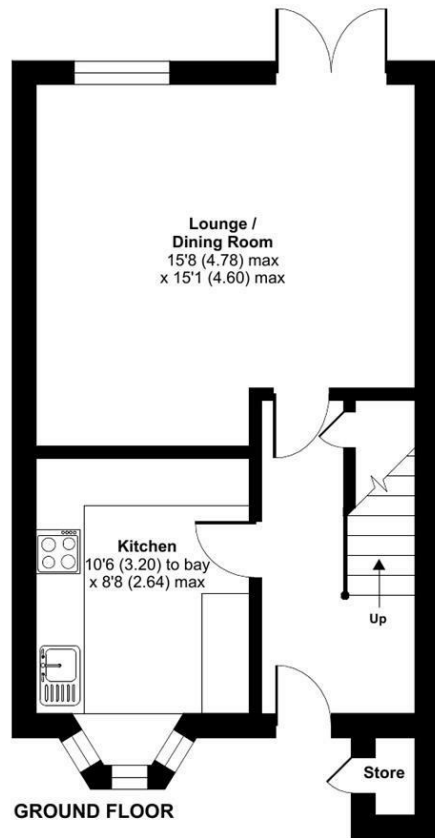 Lounge /
Dining Room
15'8 (4.78) max
x 15'1 (4.60) max
Kitchen
10'6 (3.20) to bay
x 8'8 (2.64) max
Up
Store
GROUND FLOOR